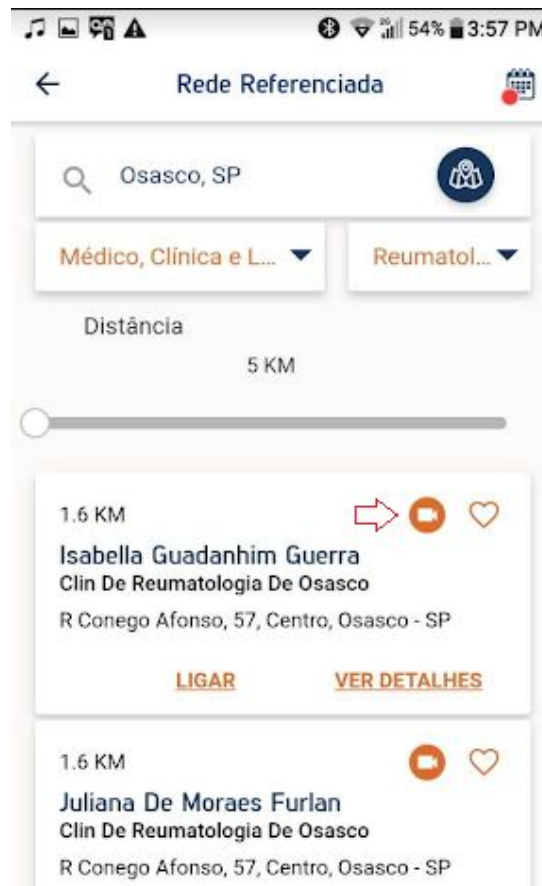 54% 3:57 PM
Rede Referenciada
Osasco, SP
Médico, Clínica e L...
Reumatol...
Distância
5 KM
1.6 KM
Isabella Guadanhim Guerra
Clin De Reumatologia De Osasco
R Conego Afonso, 57, Centro, Osasco - SP
LIGAR VER DETALHES
1.6 KM
Juliana De Moraes Furlan
Clin De Reumatologia De Osasco
R Conego Afonso, 57, Centro, Osasco - SP